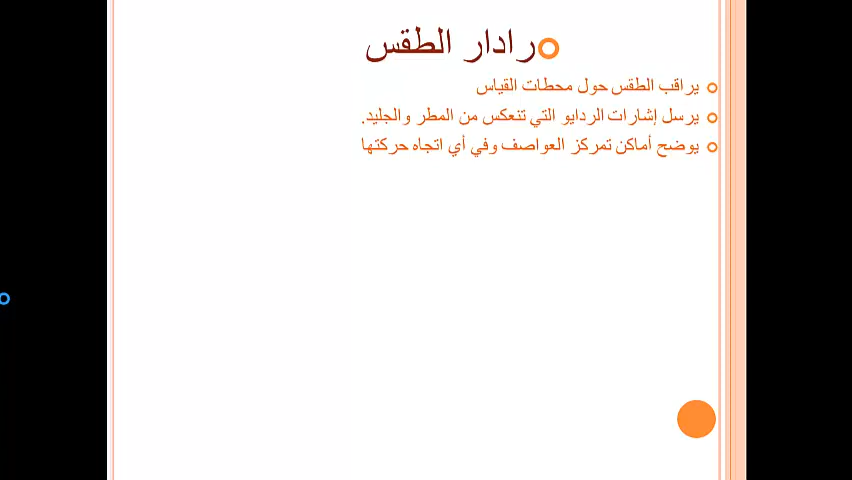 رادار الطقس
يراقب الطقس حول محطات القياس
يرسل إشارات الردايو التي تنعكس من المطر والجليد.
يوضح أماكن تمركز العواصف وفي أي اتجاه حركتها